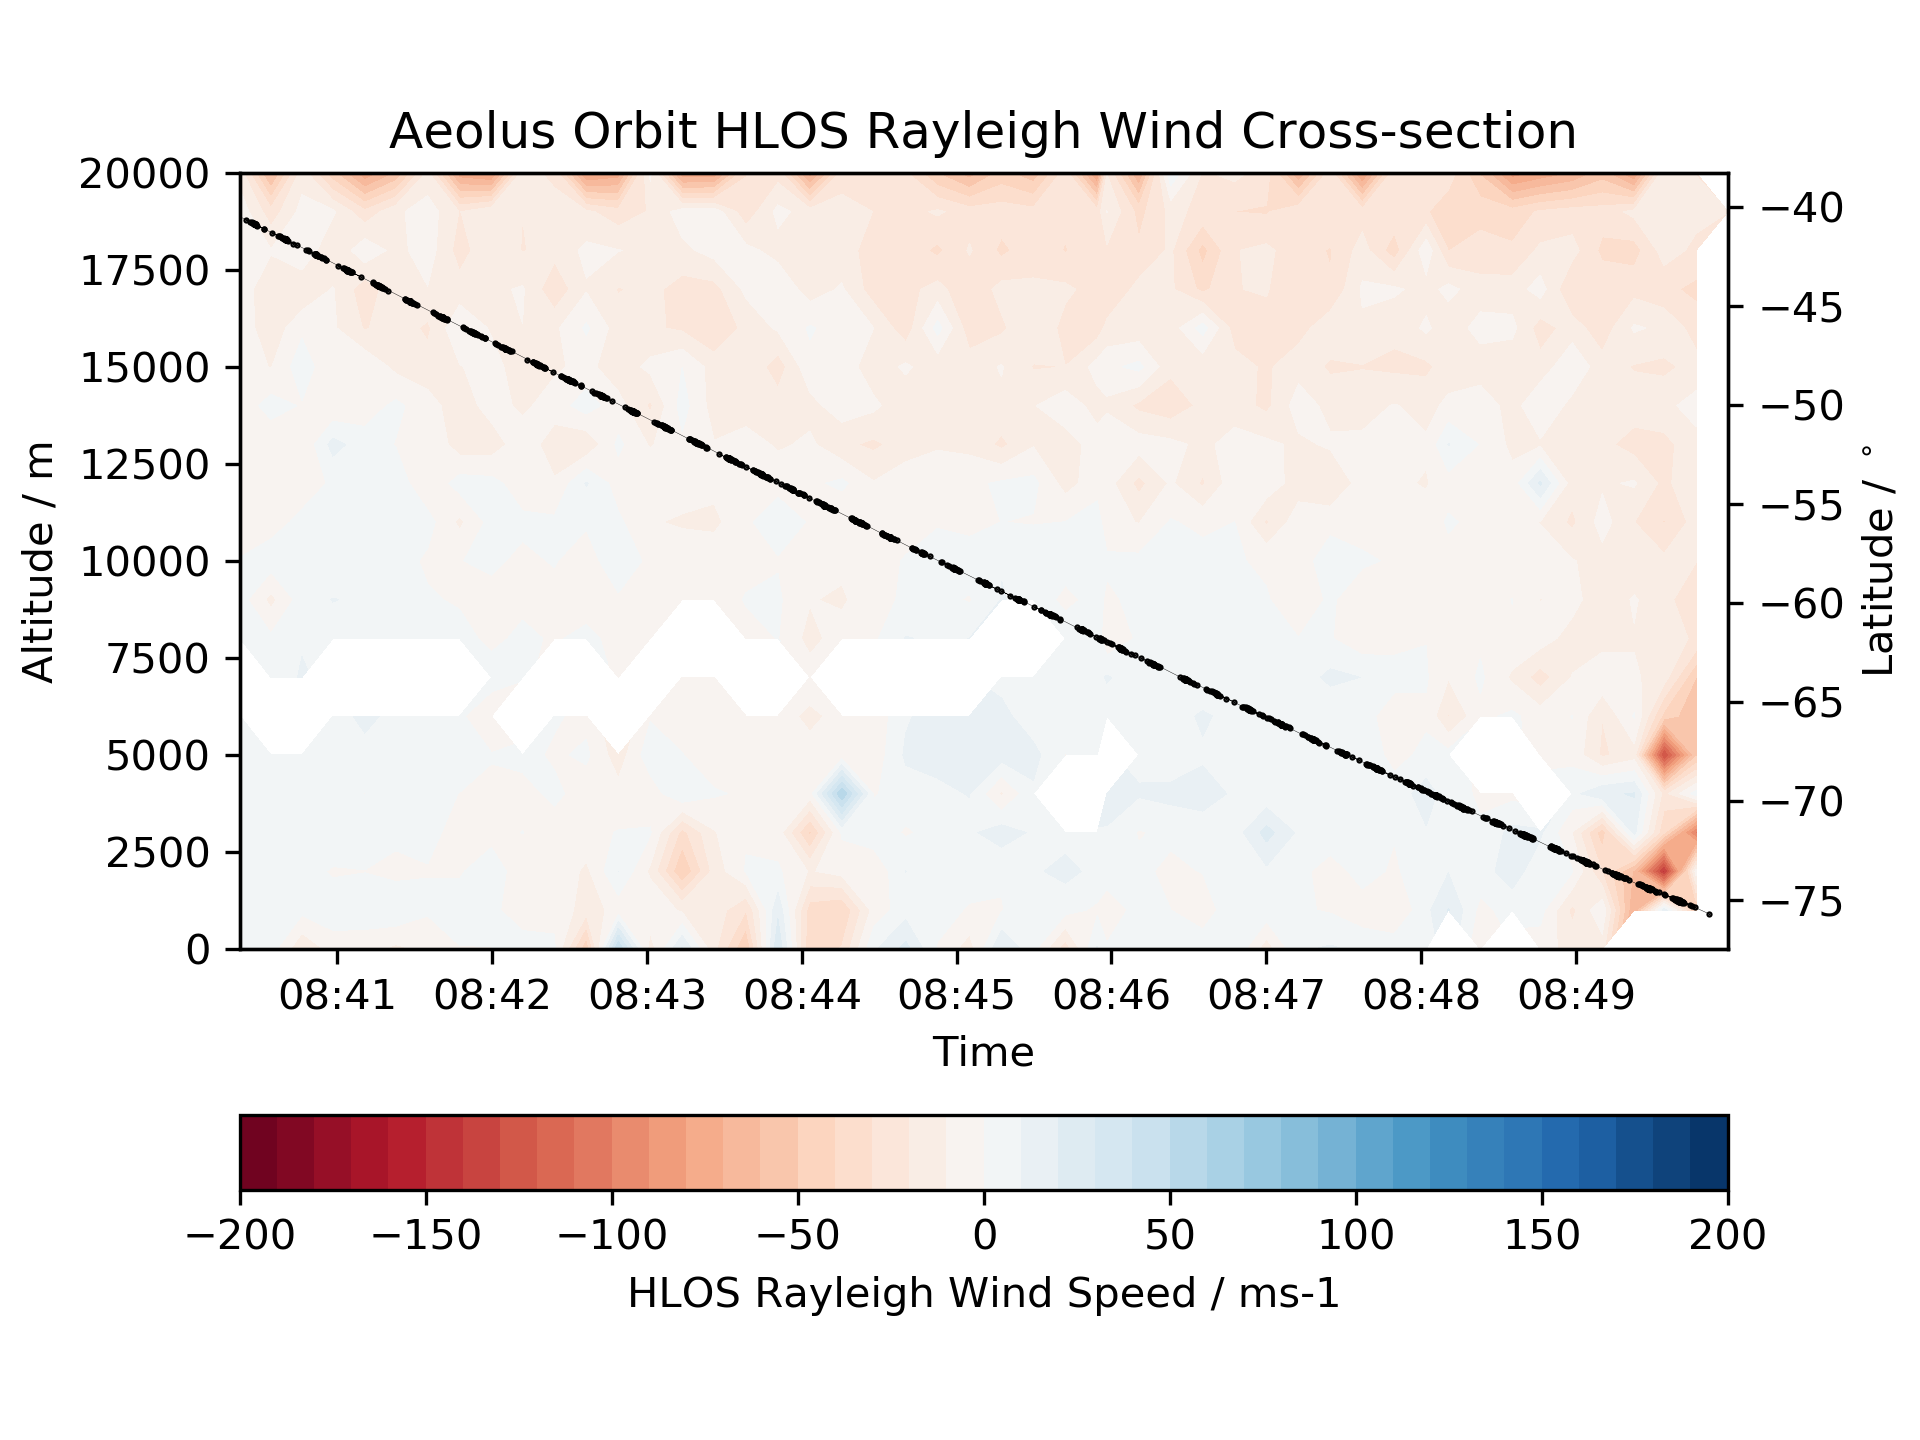 Aeolus Orbit HLOS Rayleigh Wind Cross-section
20000
17500
15000
12500
10000
7500
5000
2500
0
Altitude / m
−40
−45
−50
−55
−60
−65
−70
−75
Latitude / °
08:41 08:42 08:43 08:44 08:45 08:46 08:47 08:48 08:49
Time
−200 −150 −100 −50 0 50 100 150 200
HLOS Rayleigh Wind Speed / ms-1